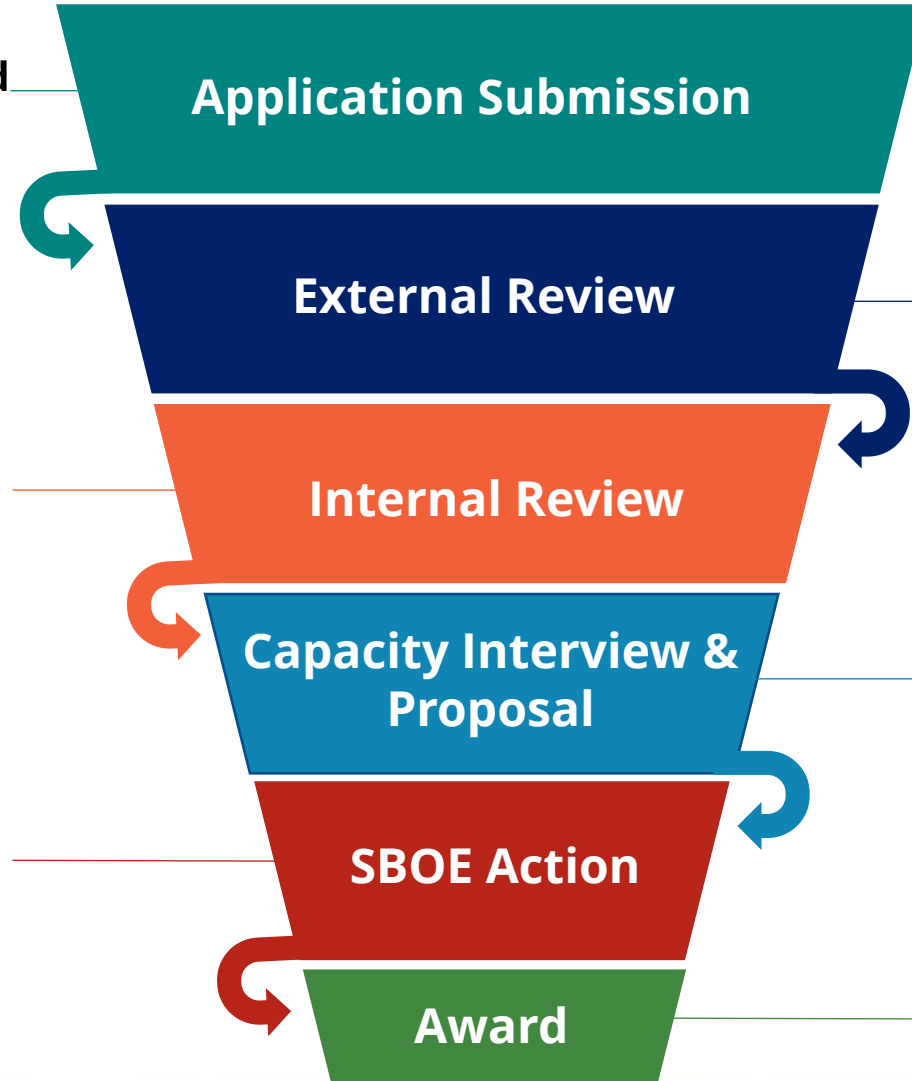 Application Submission
External Review
Internal Review
Capacity Interview &
Proposal
SBOE Action
Award